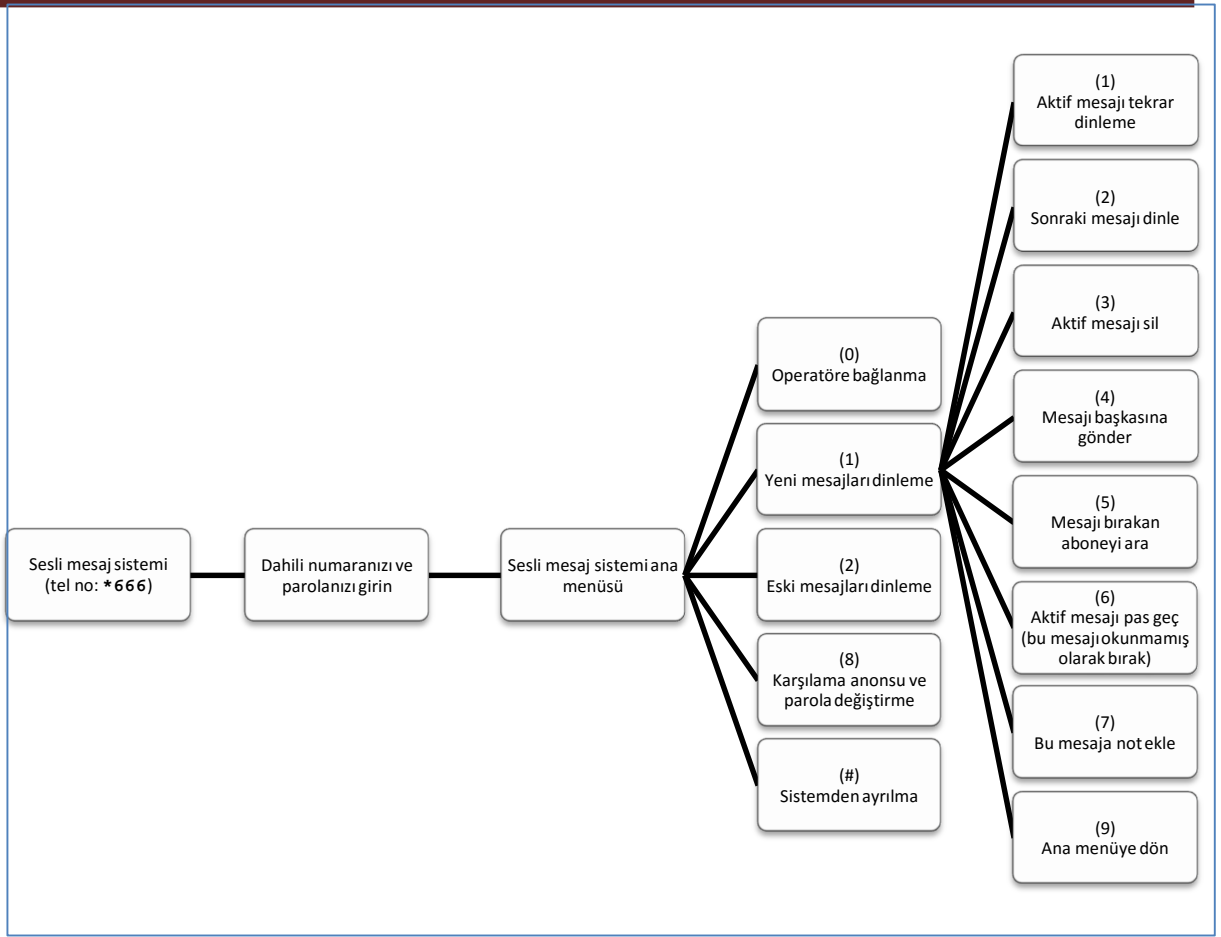 Sesli mesaj sistemi
(tel no: *666)
Dahili numaranızı ve
parolanızı girin
Sesli mesaj sistemi ana
menüsü
(0)
Operatöre bağlanma
(1)
Yeni mesajları dinleme
(2)
Eski mesajları dinleme
(8)
Karşılama anonsu ve
parola değiştirme
(#)
Sistemden ayrılma
(1)
Aktif mesajı tekrar
dinleme
(2)
Sonraki mesajı dinle
(3)
Aktif mesajı sil
(4)
Mesajı başkasına
gönder
(5)
Mesajı bırakan
aboneyi ara
(6)
Aktif mesajı pas geç
(bu mesajı okunmamış
olarak bırak)
(7)
Bu mesaja not ekle
(9)
Ana menüye dön